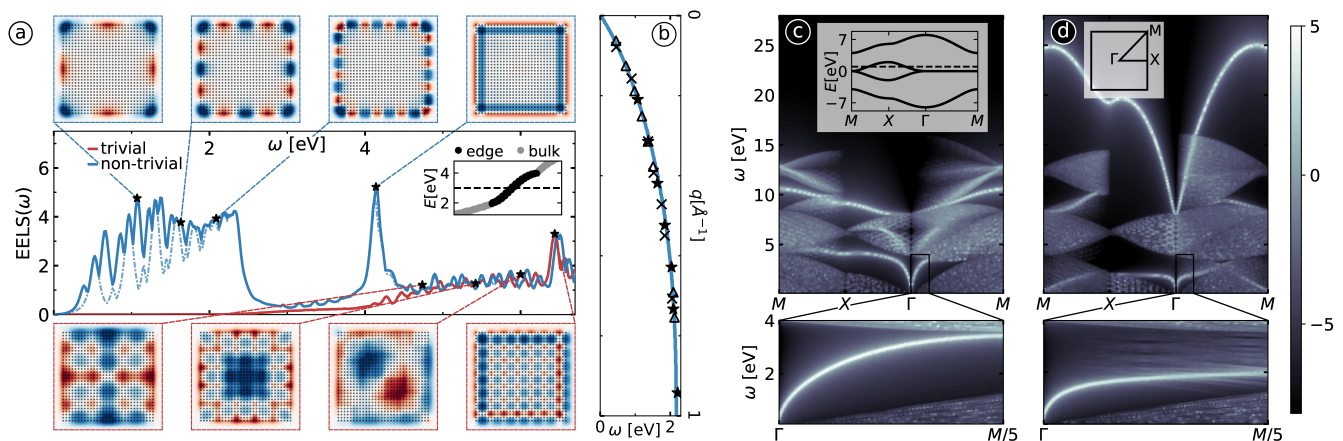 a
EELS(ω)
0
2
4
6
2
ω [eV]
4
trivial
non-trivial
edge
bulk
E[eV]
4
2
b
0
q[Å⁻¹]
1
0
ω [eV]
2
c
ω [eV]
25
20
15
10
5
E[eV]
7
0
−7
M
X
Γ
M
M
X
Γ
M
d
M
Γ
X
M
X
Γ
M
ω [eV]
4
2
Γ
M/5
5
0
−5